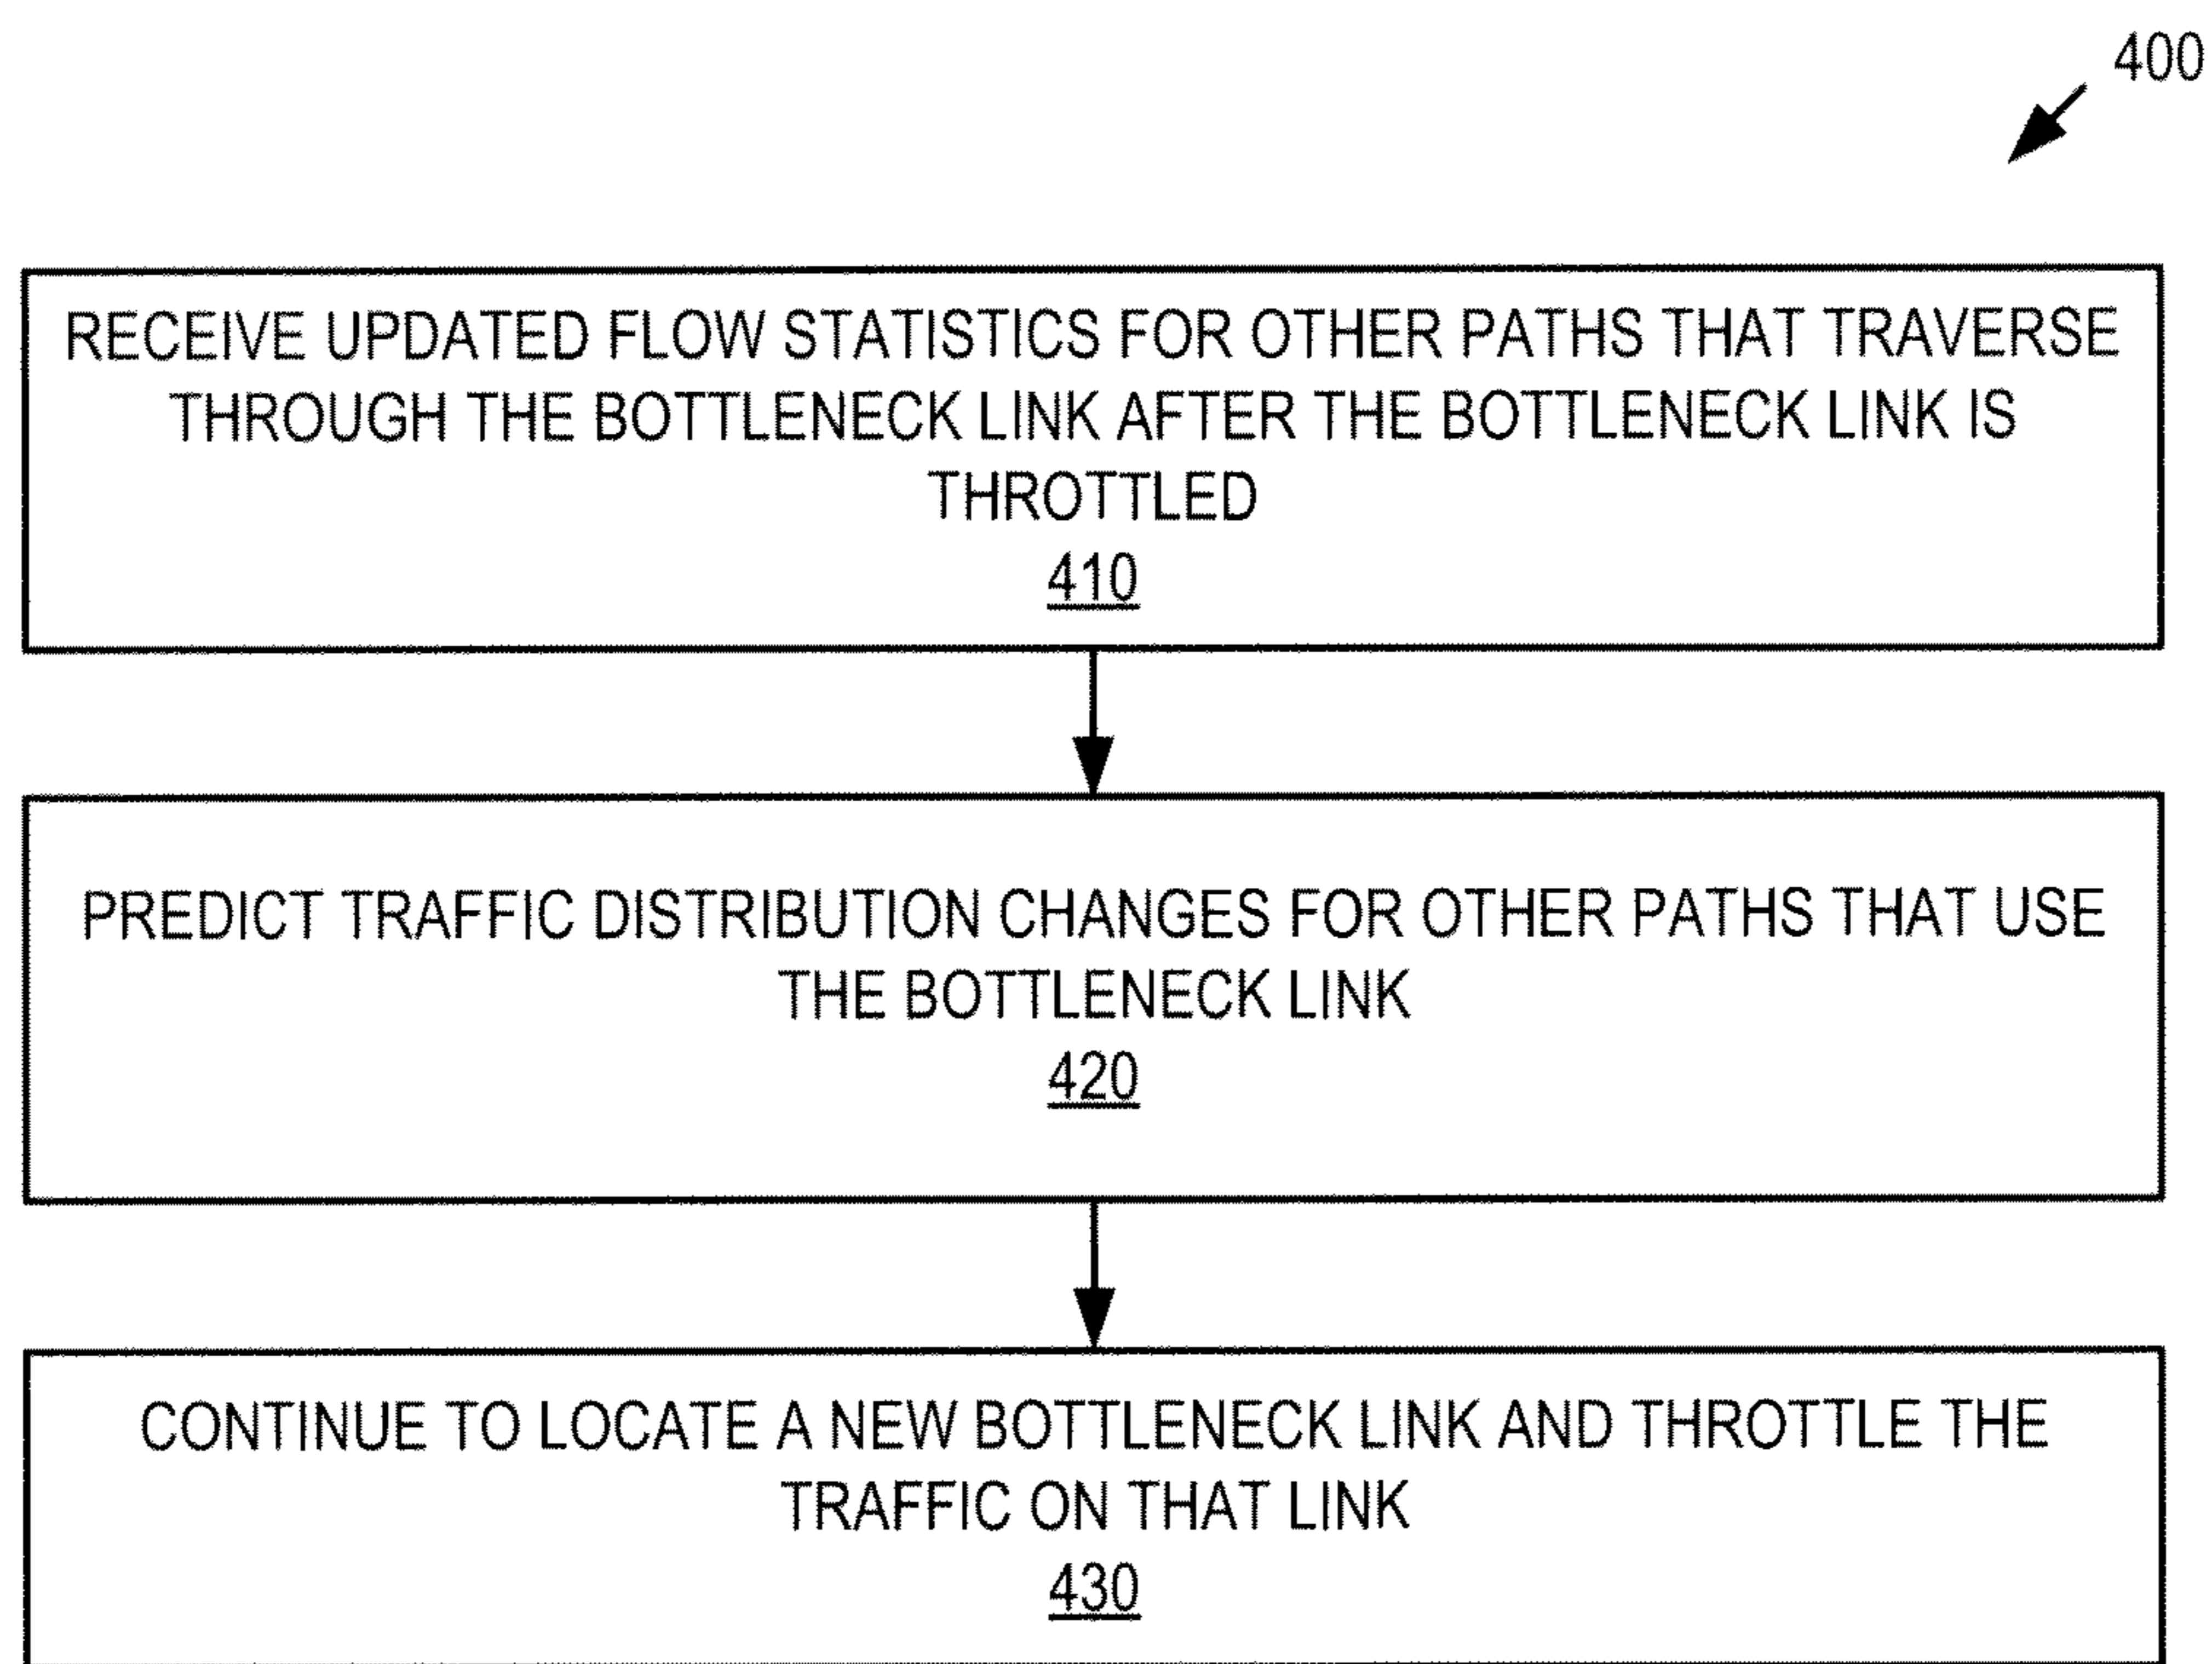 400
RECEIVE UPDATED FLOW STATISTICS FOR OTHER PATHS THAT TRAVERSE
THROUGH THE BOTTLENECK LINK AFTER THE BOTTLENECK LINK IS
THROTTLED
410
PREDICT TRAFFIC DISTRIBUTION CHANGES FOR OTHER PATHS THAT USE
THE BOTTLENECK LINK
420
CONTINUE TO LOCATE A NEW BOTTLENECK LINK AND THROTTLE THE
TRAFFIC ON THAT LINK
430